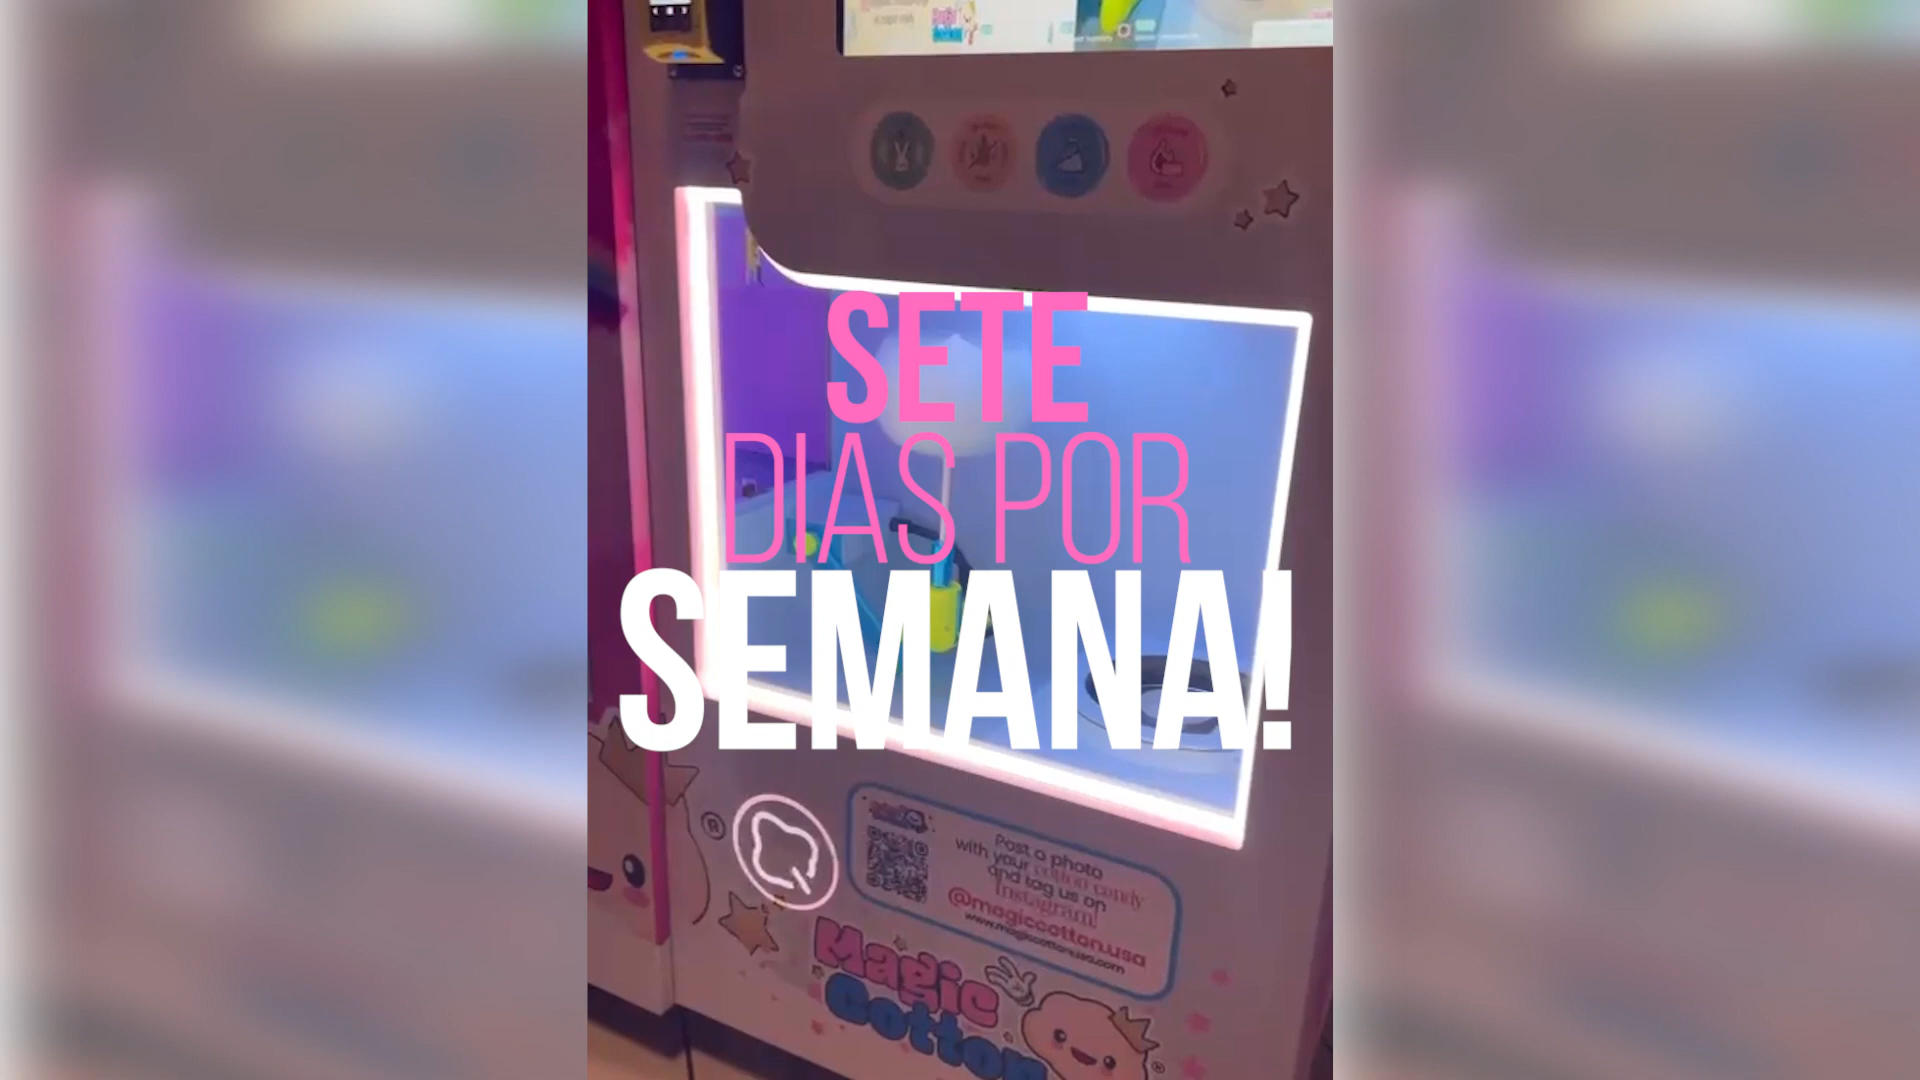 SETE
DIAS POR
SEMANA!
Post a photo
with your cotton candy
and tag us on
Instagram!
@magiccotton.usa
www.magiccottonusa.com
Magic
Cotton